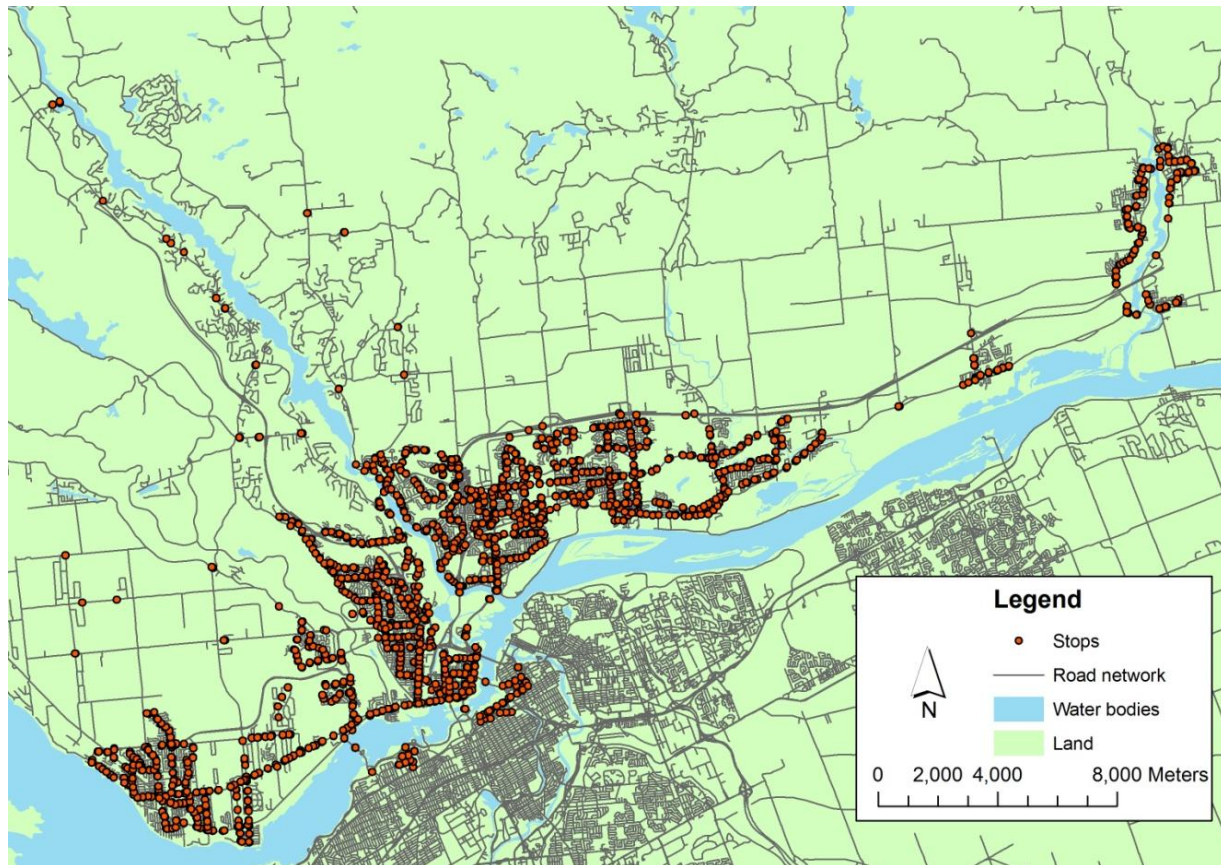 Legend
Stops
Road network
Water bodies
Land
N
0 2,000 4,000 8,000 Meters